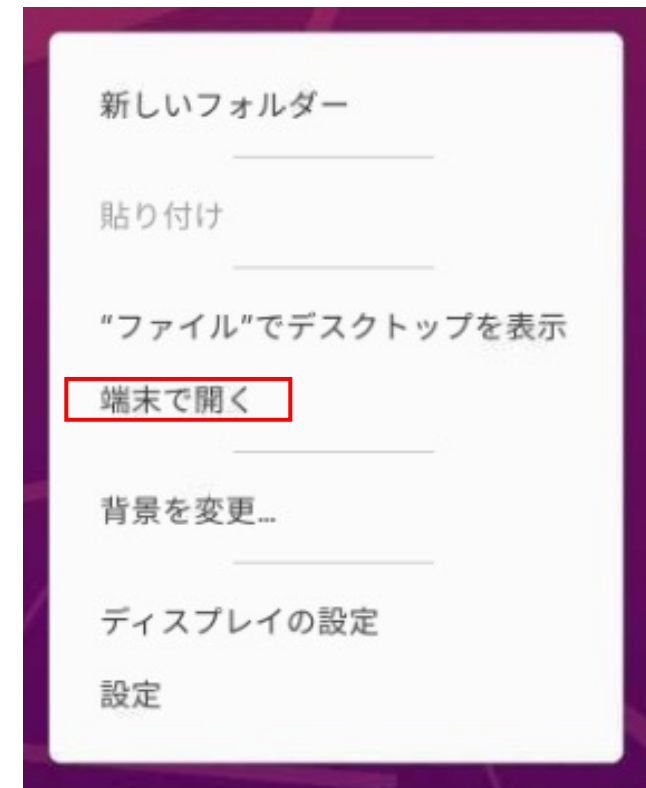 新しいフォルダー
貼り付け
“ファイル”でデスクトップを表示
端末で開く
背景を変更...
ディスプレイの設定
設定